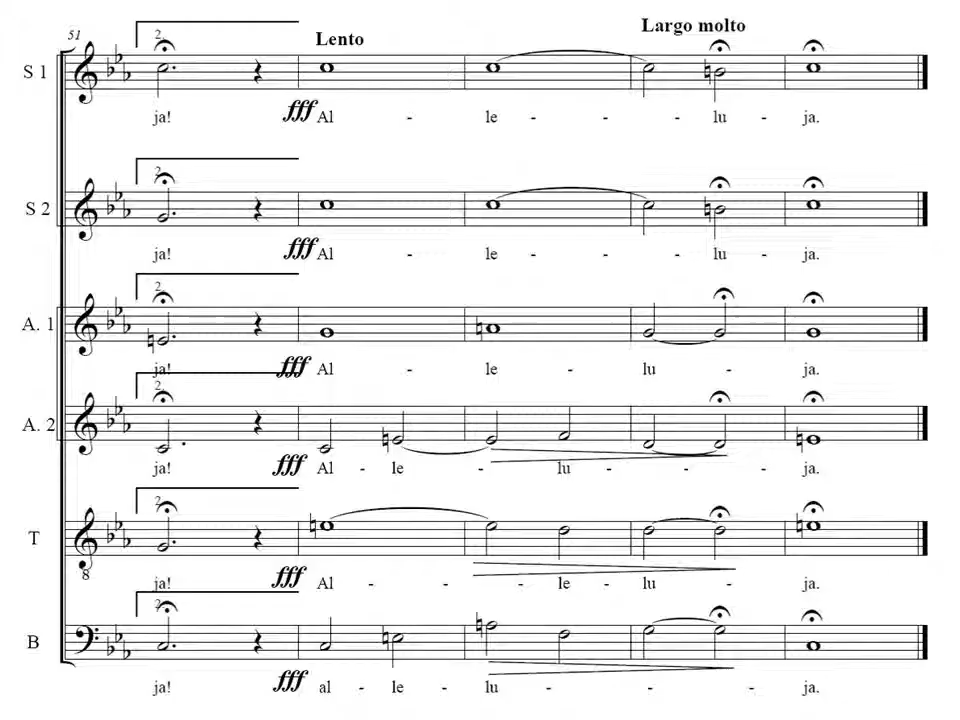 Largo molto
51 2. Lento
S 1
ja! fff Al - le - - - lu - ja.
2.
S 2
ja! fff Al - le - - - lu - ja.
2.
A. 1
ja! fff Al - le - lu - ja.
2.
A. 2
ja! fff Al - le - lu - - ja.
2.
T
8
ja! fff Al - - - le - lu - ja.
2.
B
ja! fff al - le - lu - - - ja.